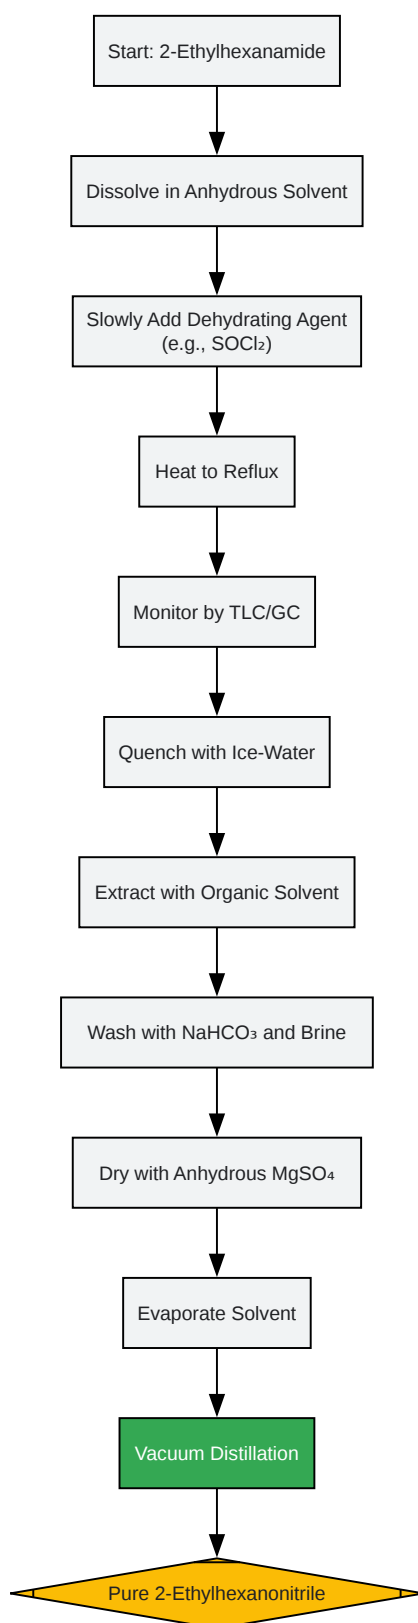 Start: 2-Ethylhexanamide
Dissolve in Anhydrous Solvent
Slowly Add Dehydrating Agent
(e.g., SOCl₂)
Heat to Reflux
Monitor by TLC/GC
Quench with Ice-Water
Extract with Organic Solvent
Wash with NaHCO₃ and Brine
Dry with Anhydrous MgSO₄
Evaporate Solvent
Vacuum Distillation
Pure 2-Ethylhexanonitrile